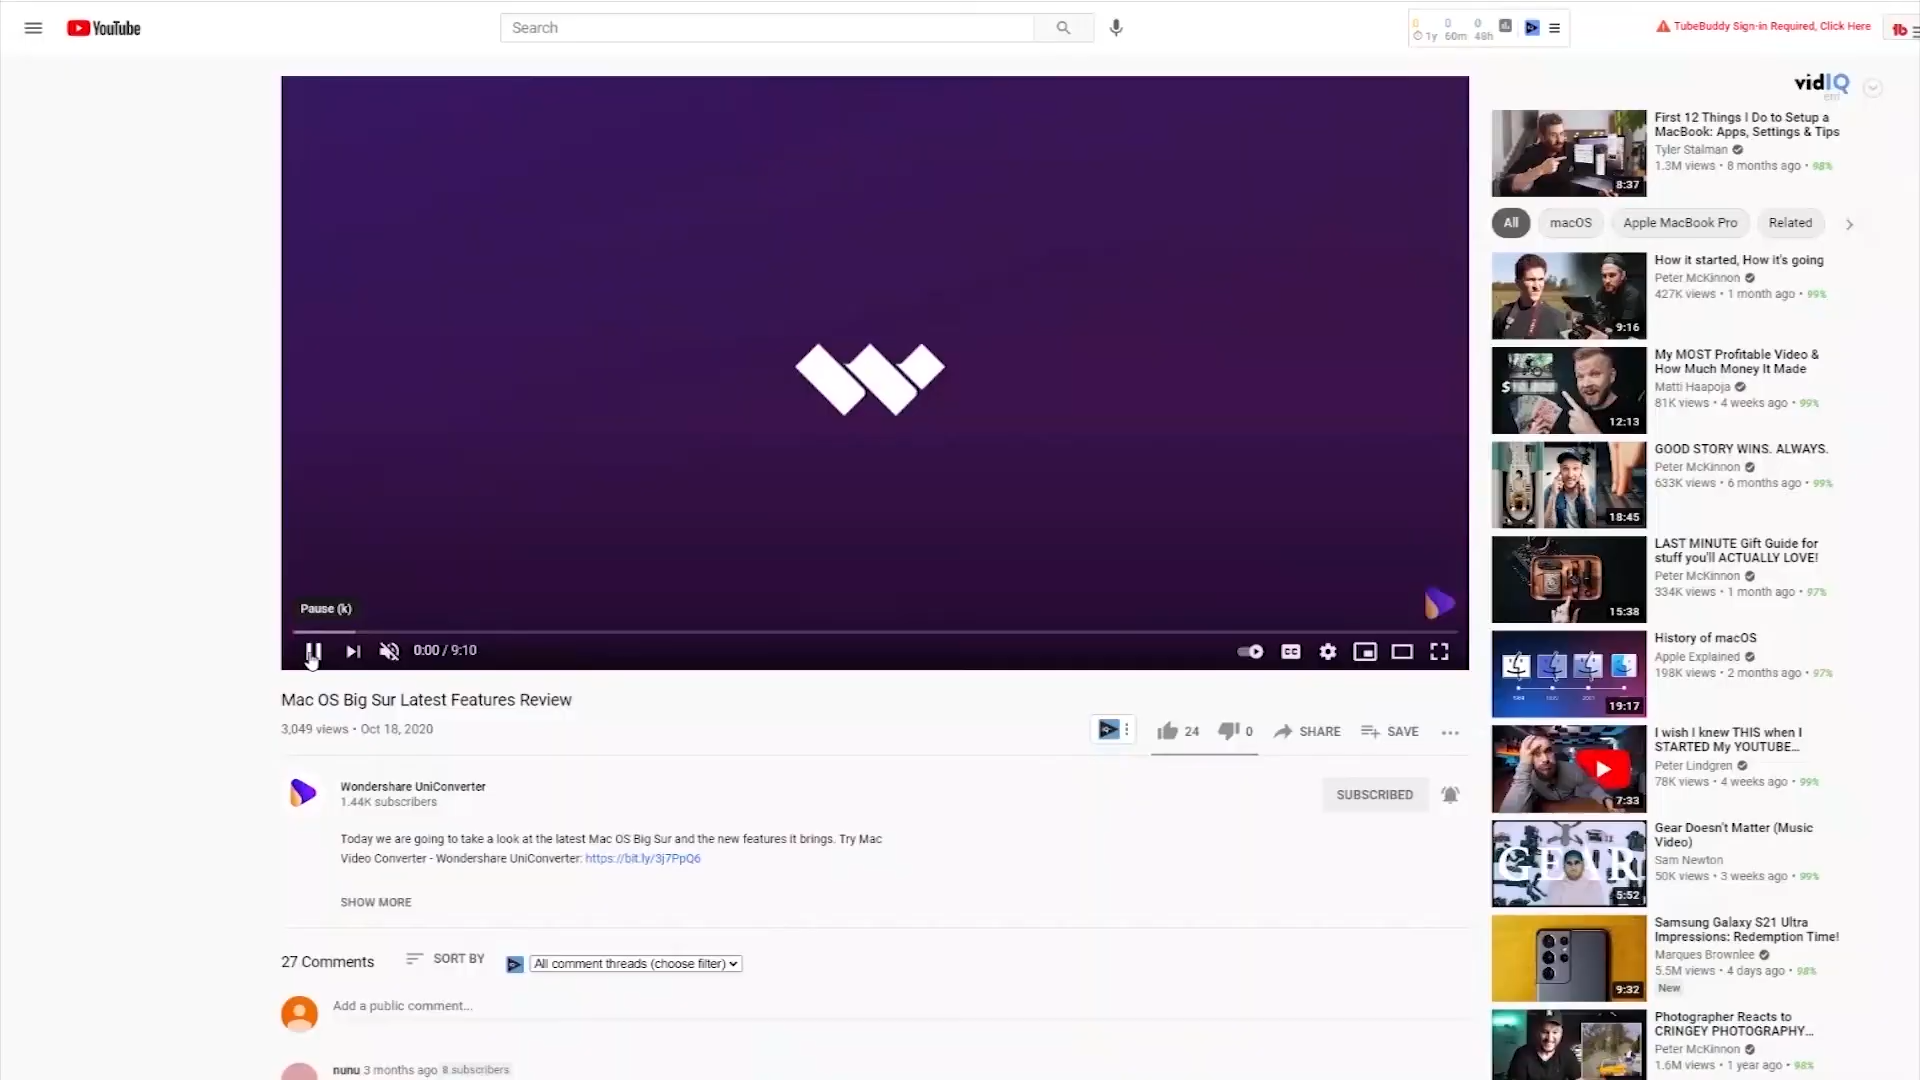 YouTube
Search
0 0 0
1y 60m 48h
TubeBuddy Sign-in Required, Click Here
tb
vidIQ
First 12 Things I Do to Setup a
MacBook: Apps, Settings & Tips
Tyler Stalman
1.3M views • 8 months ago • 98%
8:37
All
macOS
Apple MacBook Pro
Related
How it started, How it's going
Peter McKinnon
427K views • 1 month ago • 99%
9:16
My MOST Profitable Video &
How Much Money It Made
Matti Haapoja
81K views • 4 weeks ago • 99%
$
12:13
GOOD STORY WINS. ALWAYS.
Peter McKinnon
633K views • 6 months ago • 99%
18:45
LAST MINUTE Gift Guide for
stuff you'll ACTUALLY LOVE!
Peter McKinnon
334K views • 1 month ago • 97%
15:38
History of macOS
Apple Explained
198K views • 2 months ago • 97%
19:17
I wish I knew THIS when I
STARTED My YOUTUBE...
Peter Lindgren
78K views • 4 weeks ago • 99%
7:33
Gear Doesn't Matter (Music
Video)
Sam Newton
50K views • 3 weeks ago • 99%
GEAR
5:52
Samsung Galaxy S21 Ultra
Impressions: Redemption Time!
Marques Brownlee
5.5M views • 4 days ago • 98%
New
9:32
Photographer Reacts to
CRINGEY PHOTOGRAPHY...
Peter McKinnon
1.6M views • 1 year ago • 98%
Pause (k)
0:00 / 9:10
CC
Mac OS Big Sur Latest Features Review
3,049 views • Oct 18, 2020
24
0
SHARE
SAVE
Wondershare UniConverter
1.44K subscribers
SUBSCRIBED
Today we are going to take a look at the latest Mac OS Big Sur and the new features it brings. Try Mac
Video Converter - Wondershare UniConverter: https://bit.ly/3j7PpQ6
SHOW MORE
27 Comments
SORT BY
All comment threads (choose filter)
Add a public comment...
nunu 3 months ago 8 subscribers